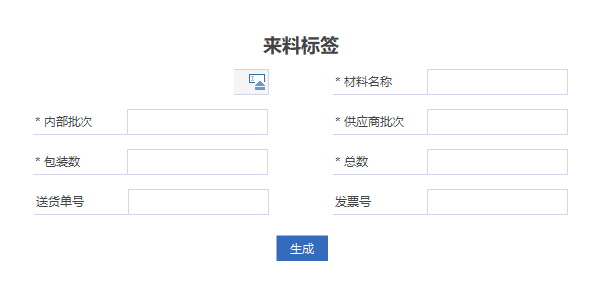 来料标签
* 材料名称
* 内部批次
* 供应商批次
* 包装数
* 总数
送货单号
发票号
生成